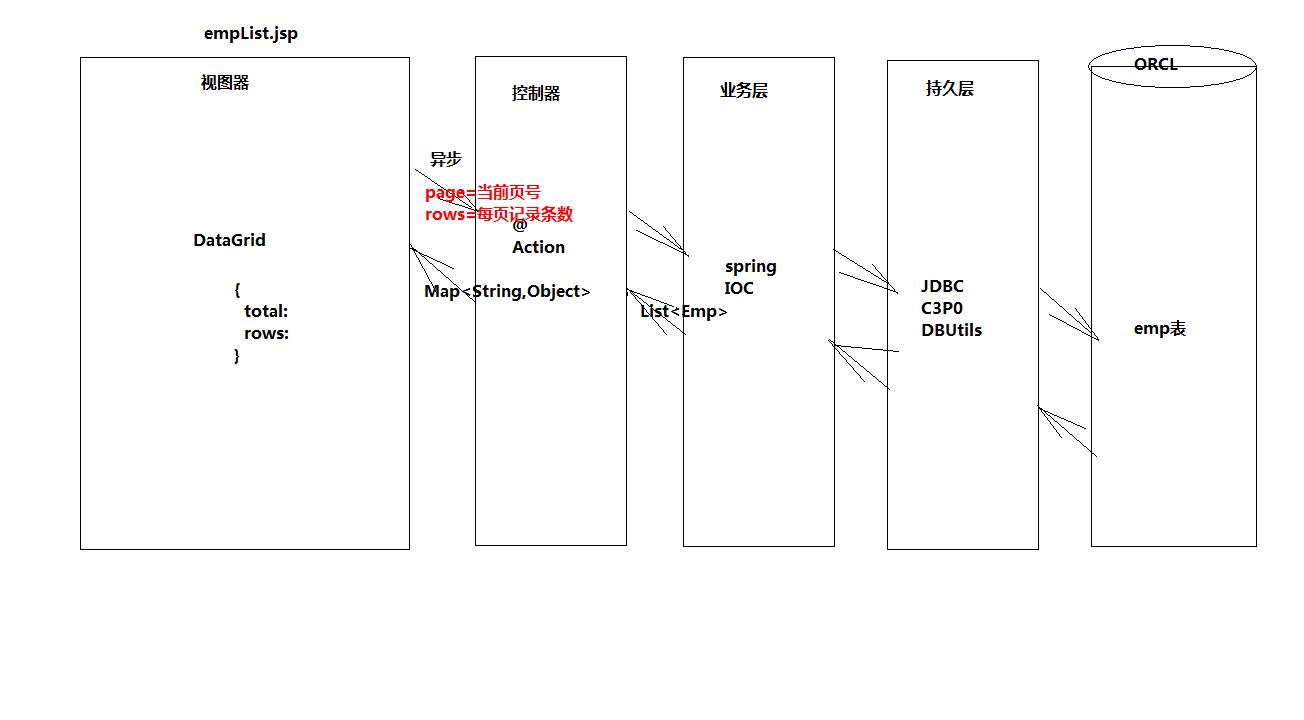 empList.jsp
视图器
DataGrid
{
total:
rows:
}
异步
page=当前页号
rows=每页记录条数
控制器
@
Action
Map<String,Object>
业务层
spring
IOC
List<Emp>
持久层
JDBC
C3P0
DBUtils
ORCL
emp表